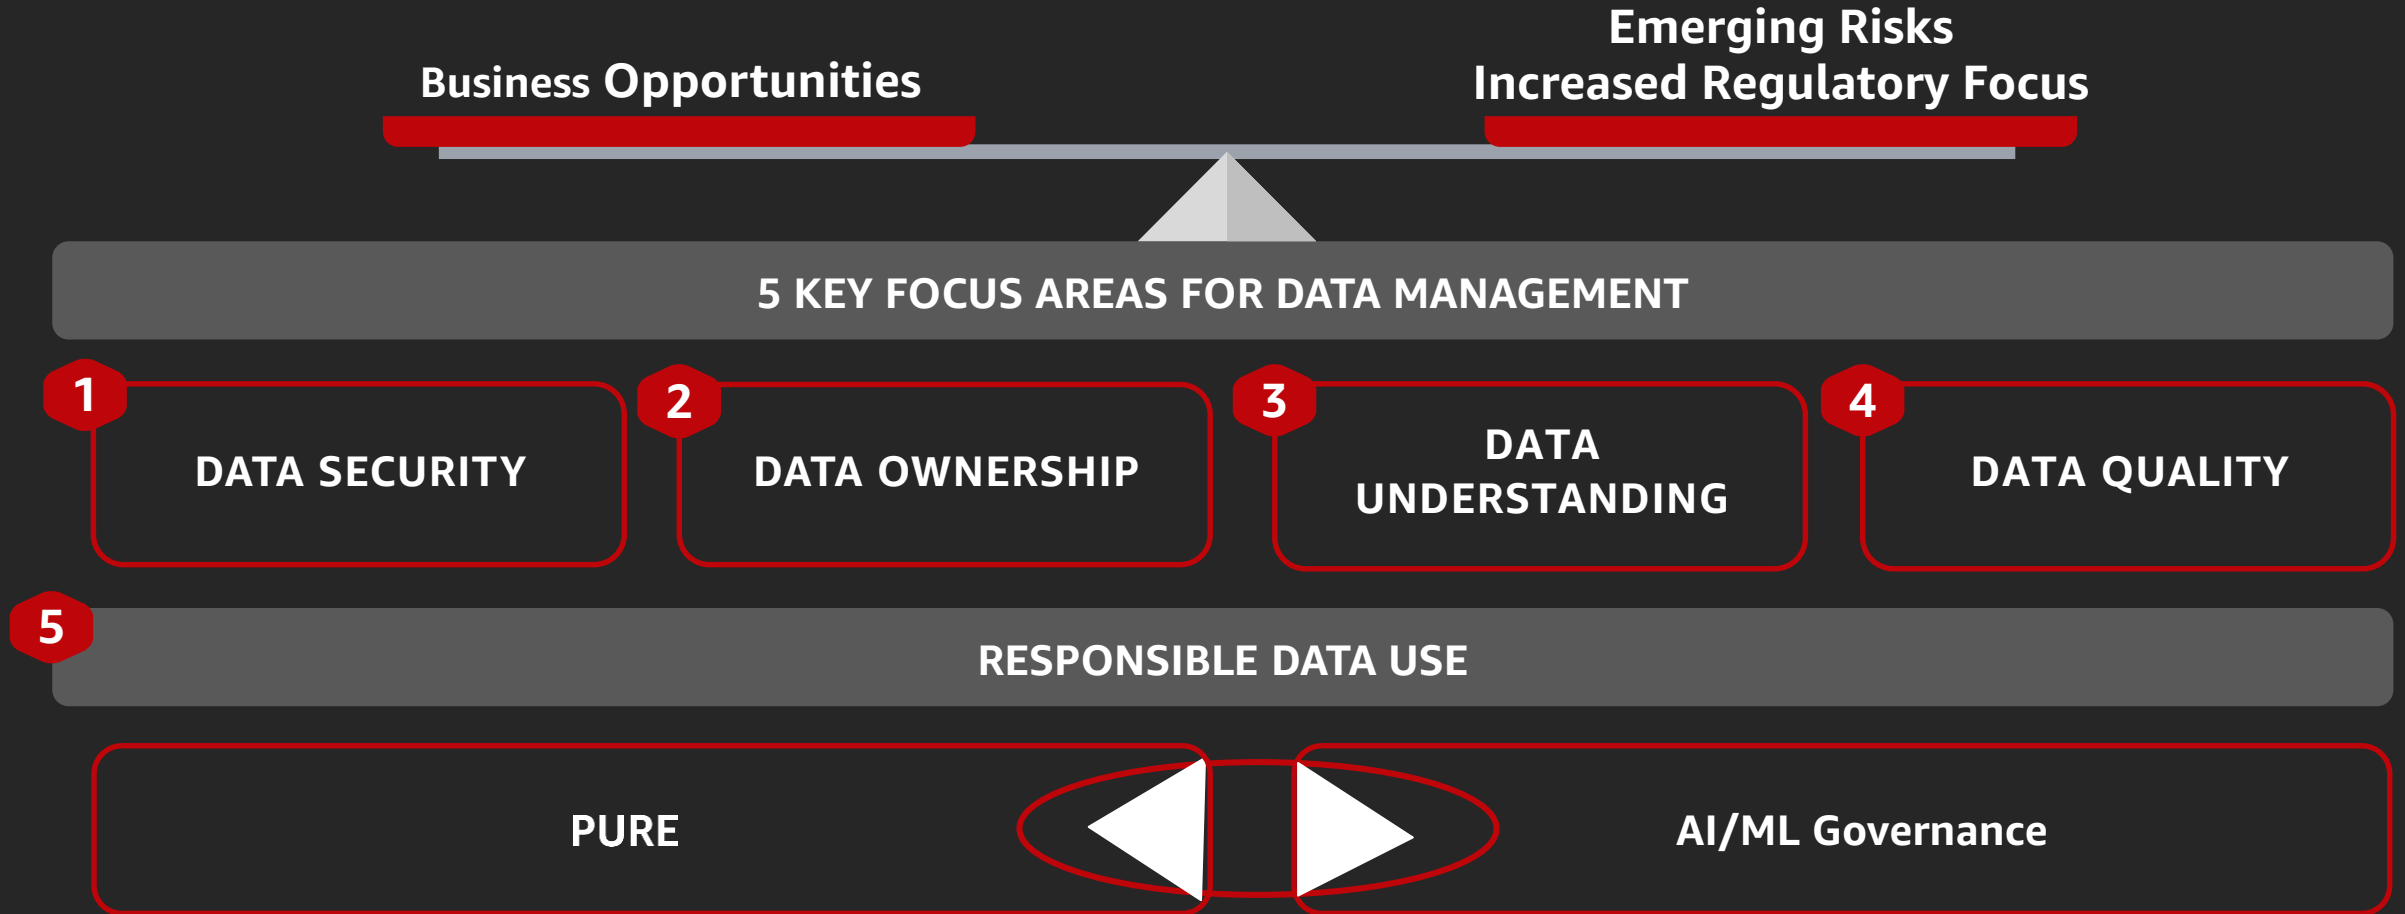 Business Opportunities
Emerging Risks
Increased Regulatory Focus
5 KEY FOCUS AREAS FOR DATA MANAGEMENT
1
DATA SECURITY
2
DATA OWNERSHIP
3
DATA
UNDERSTANDING
4
DATA QUALITY
5
RESPONSIBLE DATA USE
PURE
AI/ML Governance